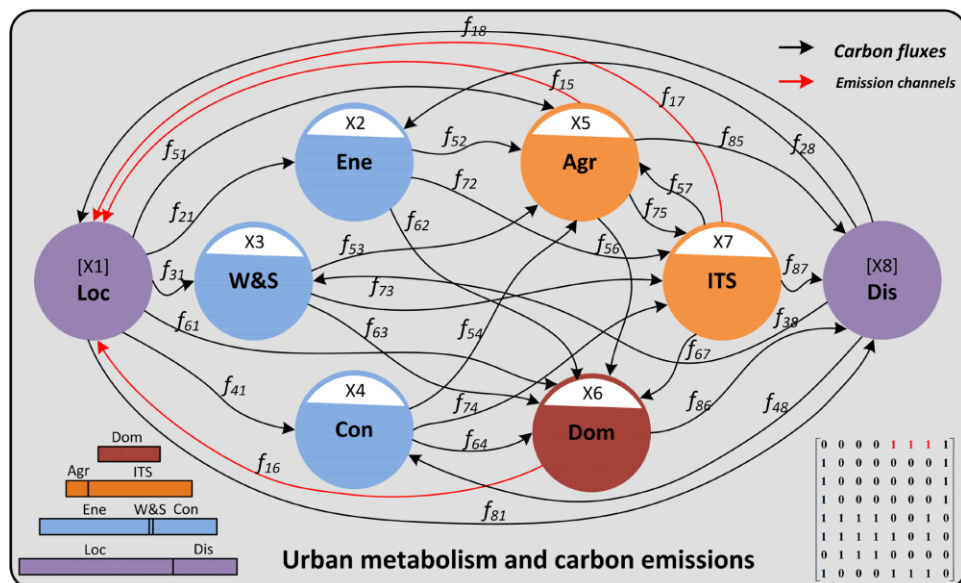 f18
Carbon fluxes
Emission channels
f15
f17
X2
Ene
X5
Agr
f51
f52
f85
f28
f21
f72
f57
f75
f62
[X1]
Loc
f31
X3
W&S
f53
f56
X7
ITS
f87
[X8]
Dis
f73
f61
f63
f54
f67
f38
f41
X4
Con
f74
f64
X6
Dom
f86
f48
f16
f81
Dom
Agr ITS
Ene W&S Con
Loc Dis
Urban metabolism and carbon emissions
0 0 0 0 1 1 1 1
1 0 0 0 0 0 0 1
1 0 0 0 0 0 0 1
1 0 0 0 0 0 0 1
1 1 1 1 0 0 1 0
1 1 1 1 1 0 1 0
0 1 1 1 1 0 0 0
1 0 0 0 1 1 1 0